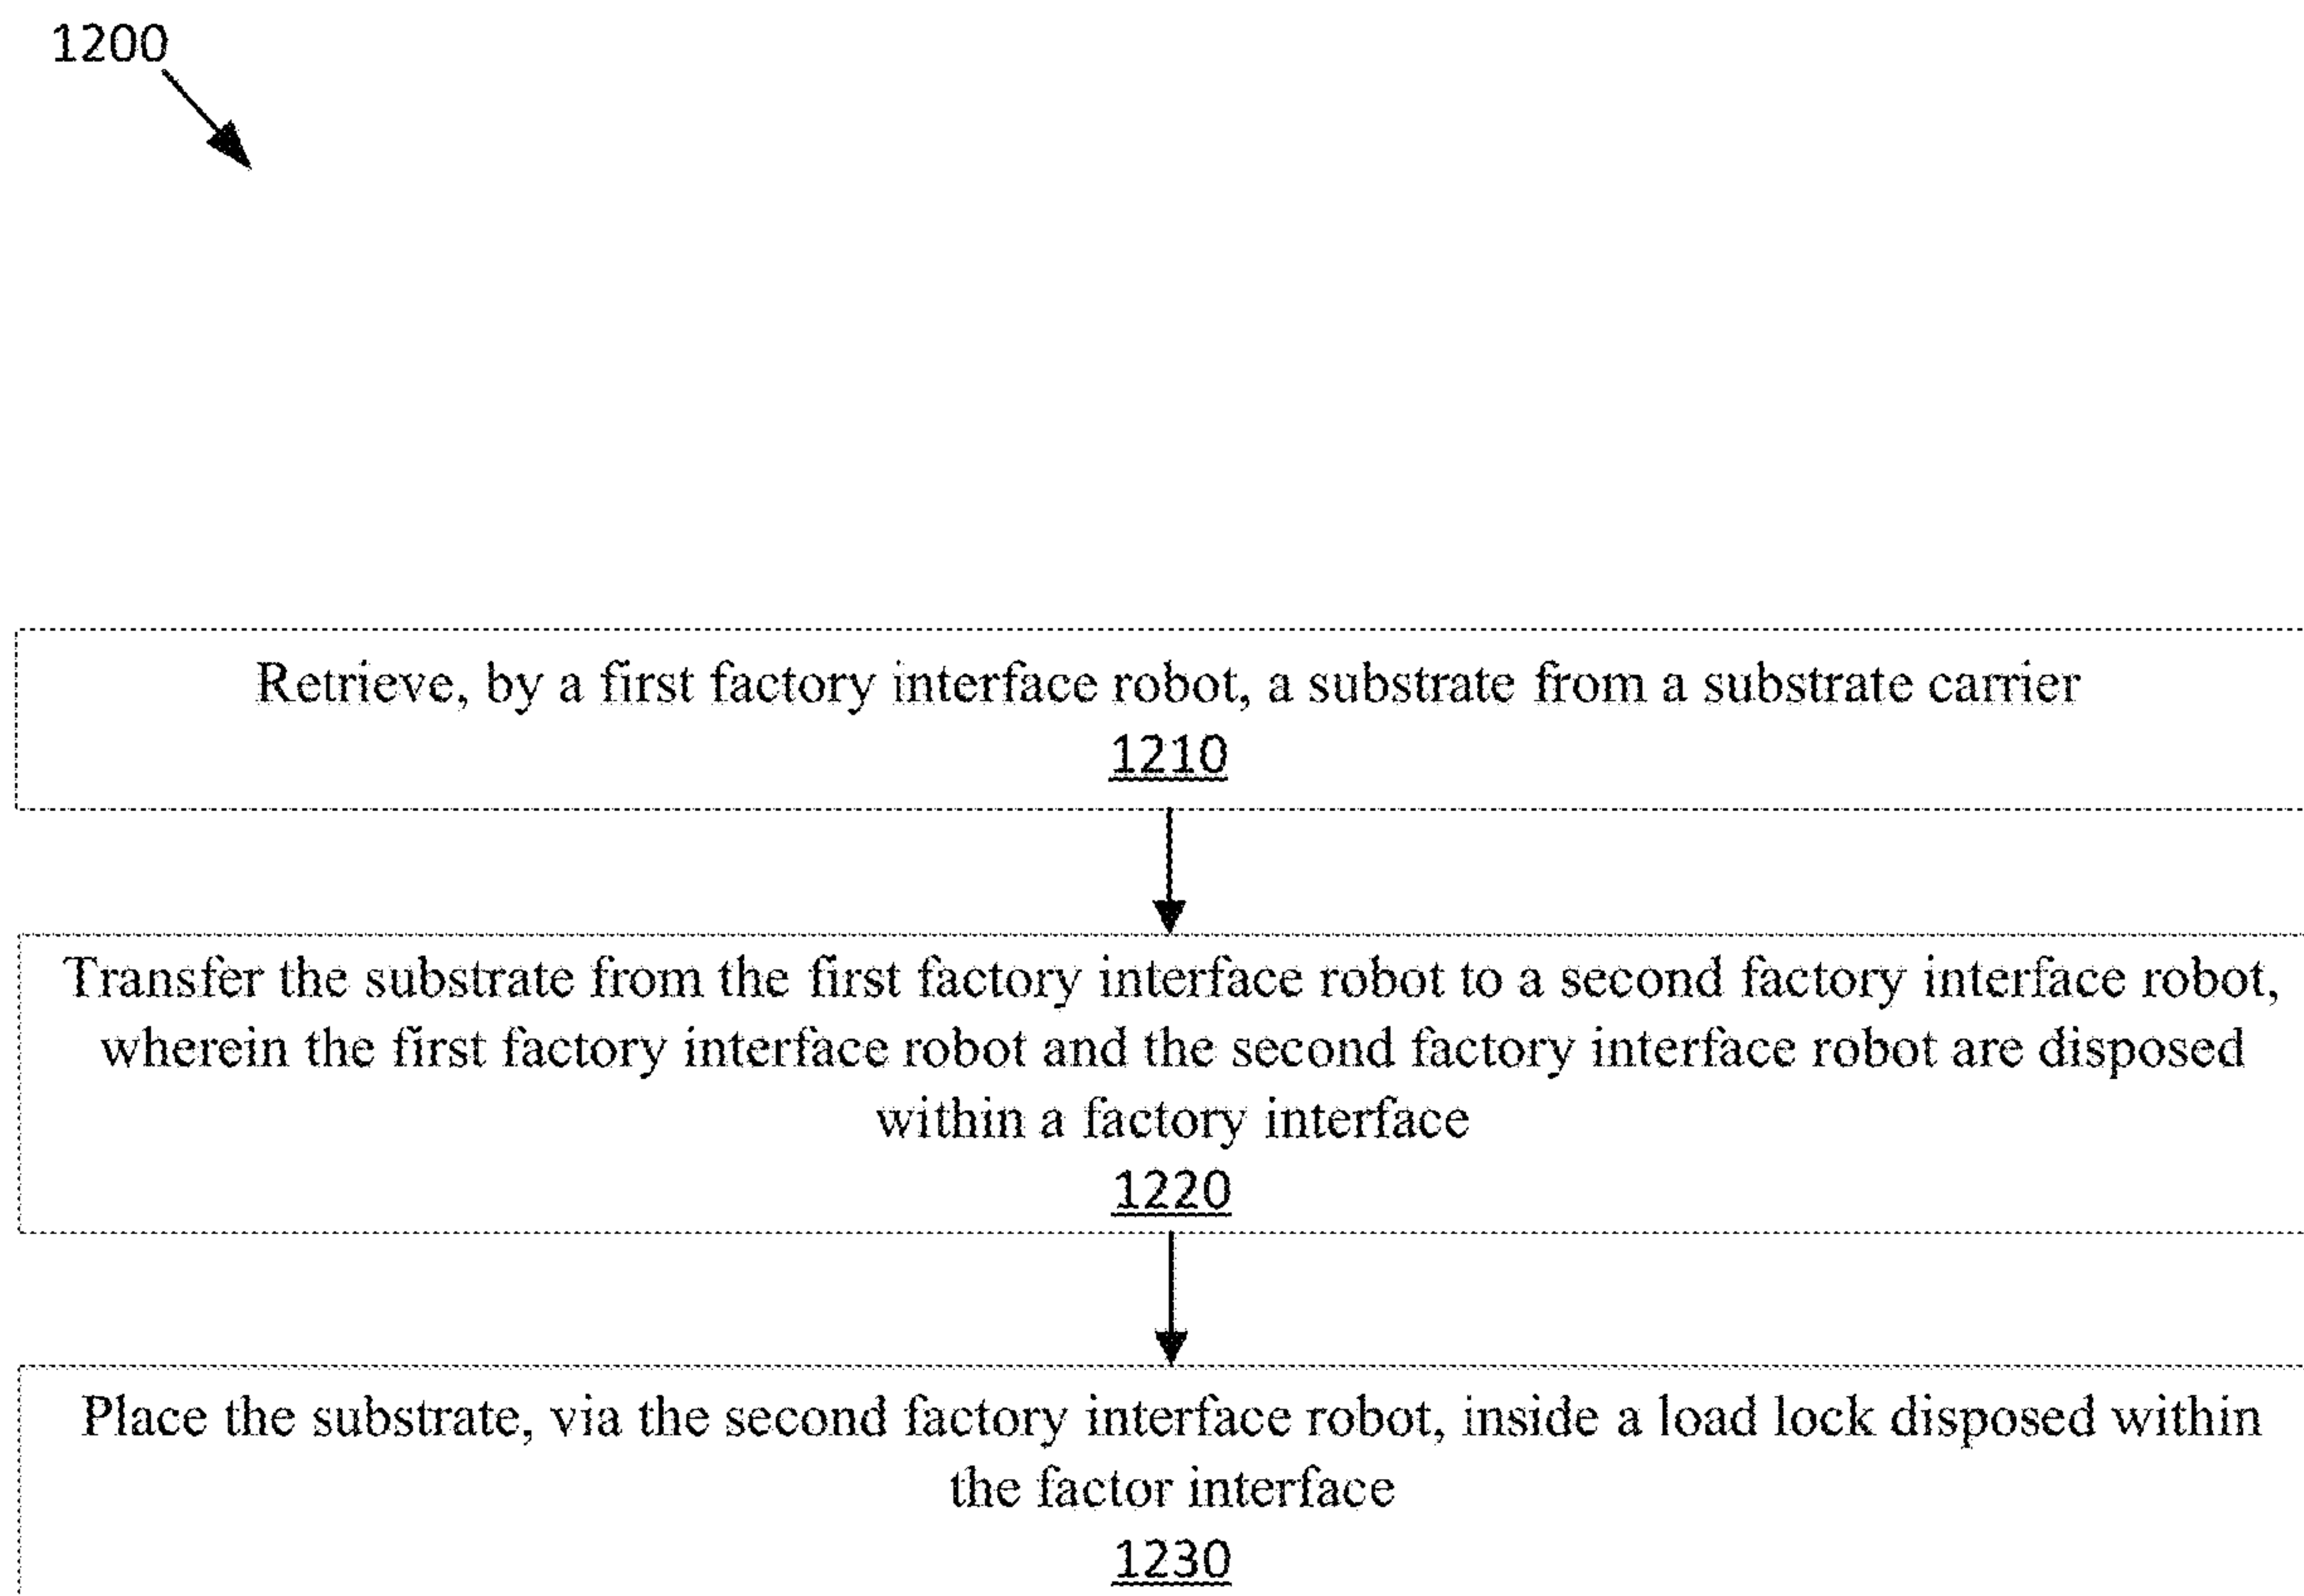 1200
Retrieve, by a first factory interface robot, a substrate from a substrate carrier
1210
Transfer the substrate from the first factory interface robot to a second factory interface robot,
wherein the first factory interface robot and the second factory interface robot are disposed
within a factory interface
1220
Place the substrate, via the second factory interface robot, inside a load lock disposed within
the factor interface
1230